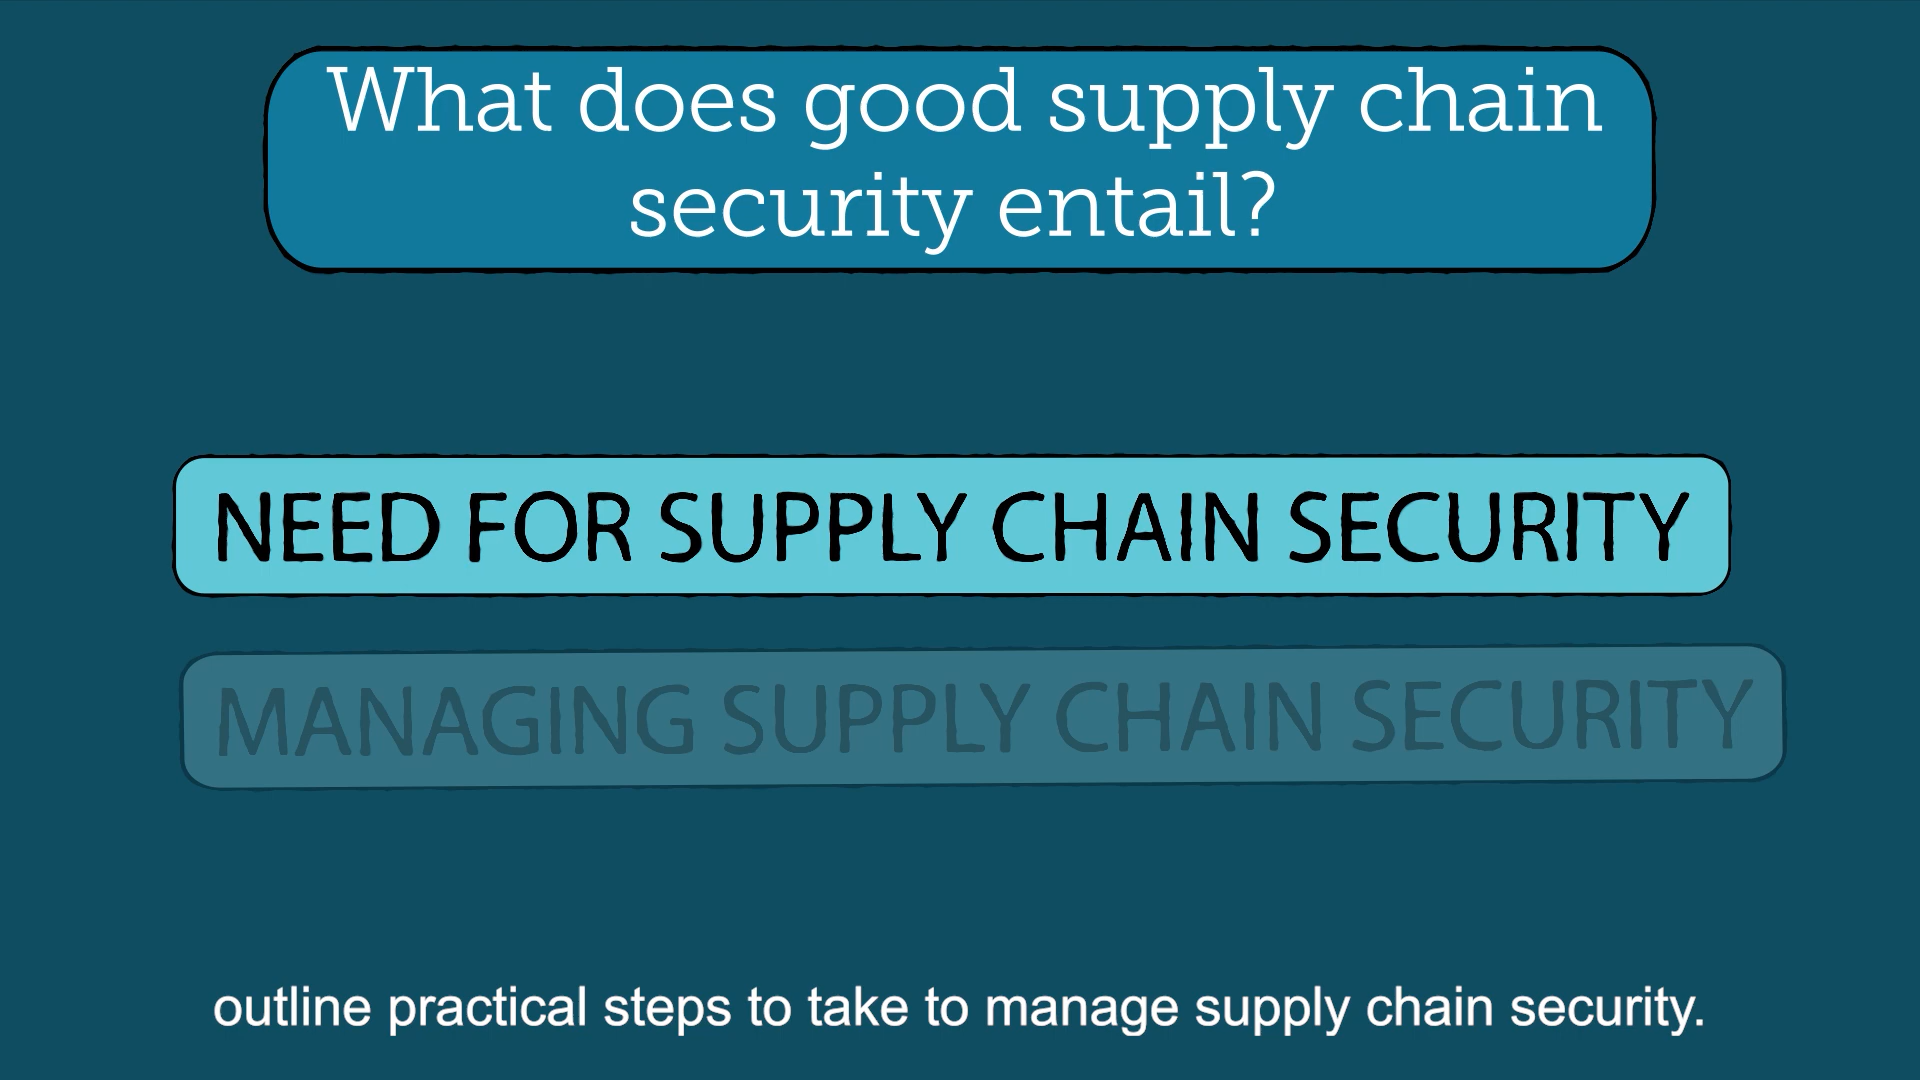 What does good supply chain
security entail?
NEED FOR SUPPLY CHAIN SECURITY
MANAGING SUPPLY CHAIN SECURITY
outline practical steps to take to manage supply chain security.